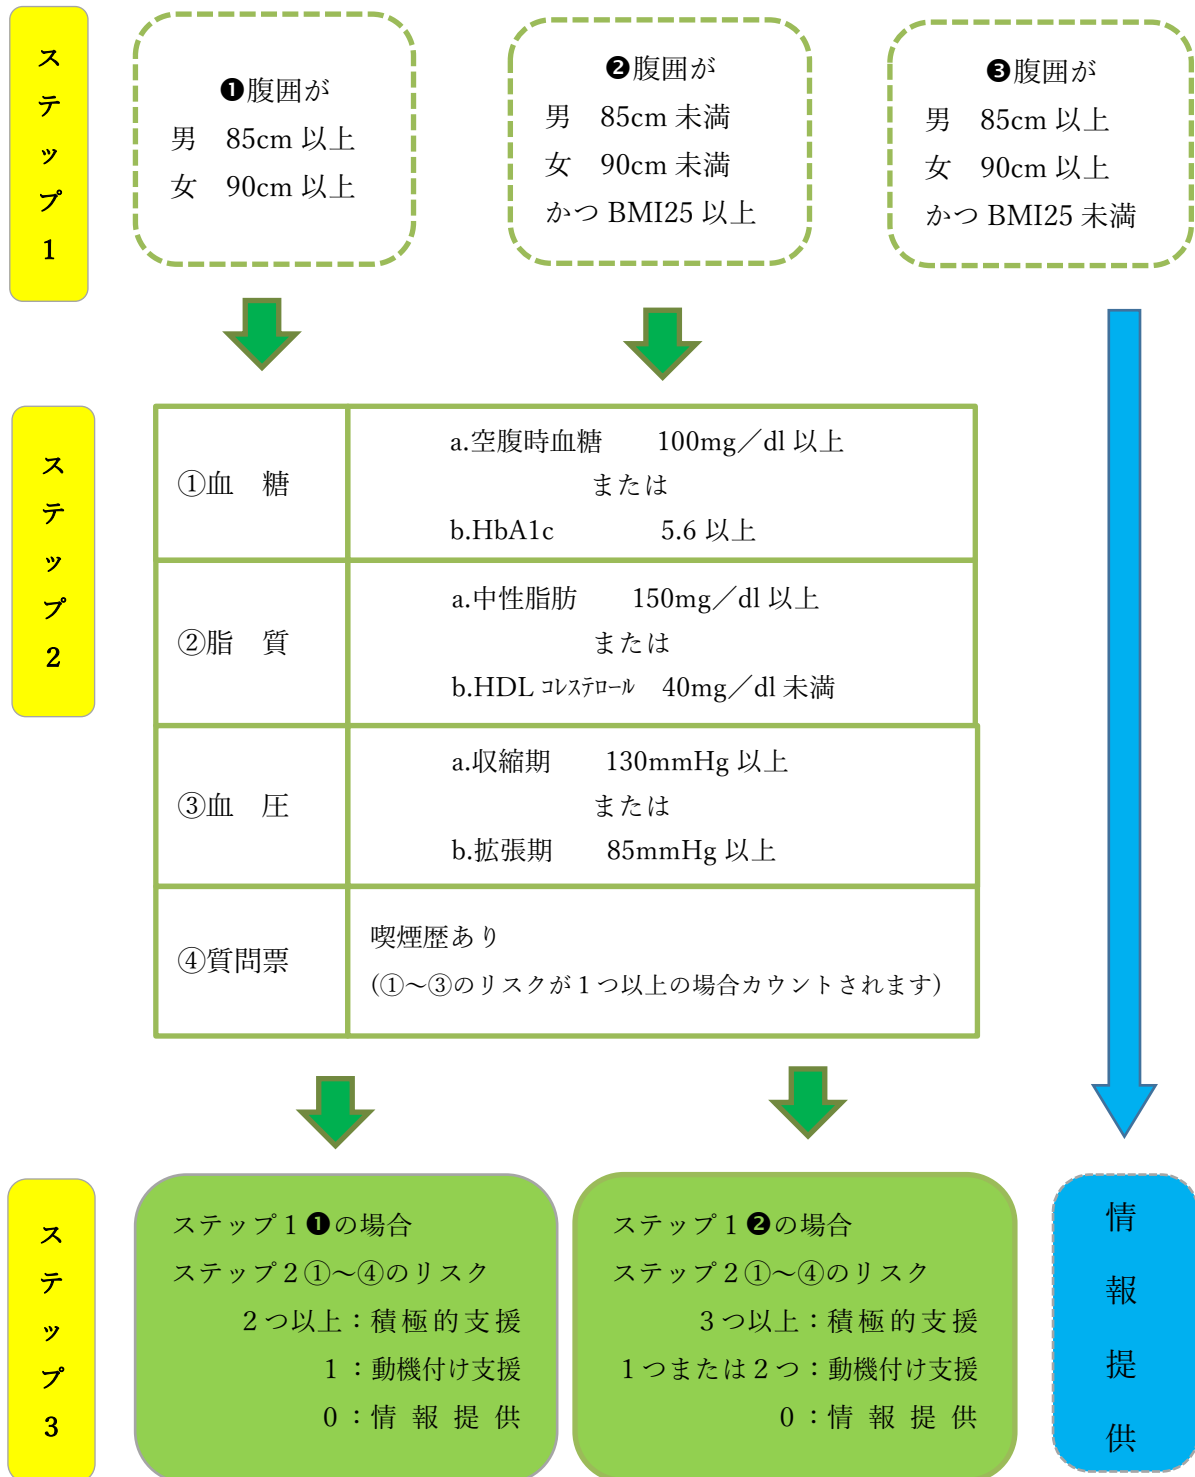 ステップ1
❶腹囲が
男　85cm 以上
女　90cm 以上
❷腹囲が
男　85cm 未満
女　90cm 未満
かつ BMI25 以上
❸腹囲が
男　85cm 以上
女　90cm 以上
かつ BMI25 未満
ステップ2
①血　糖
a.空腹時血糖　　100mg／dl 以上
または
b.HbA1c　　　　5.6 以上
②脂　質
a.中性脂肪　　150mg／dl 以上
または
b.HDL ｺﾚｽﾃﾛｰﾙ　40mg／dl 未満
③血　圧
a.収縮期　　130mmHg 以上
または
b.拡張期　　85mmHg 以上
④質問票
喫煙歴あり
(①～③のリスクが１つ以上の場合カウントされます)
ステップ3
ステップ１❶の場合
ステップ２①～④のリスク
２つ以上：積極的支援
1：動機付け支援
0：情 報 提 供
ステップ１❷の場合
ステップ２①～④のリスク
３つ以上：積極的支援
１つまたは２つ：動機付け支援
0：情 報 提 供
情報提供